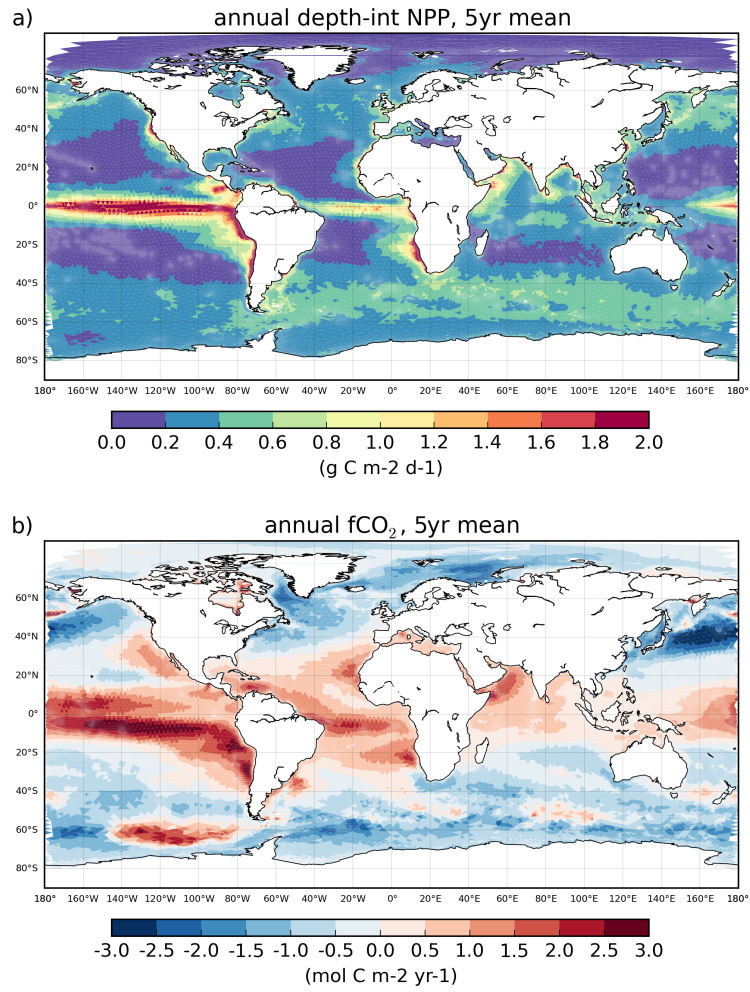 a)
annual depth-int NPP, 5yr mean
60°N
40°N
20°N
0°
20°S
40°S
60°S
80°S
180° 140°W 120°W 100°W 80°W 60°W 40°W 20°W 0° 20°E 40°E 60°E 80°E 100°E 120°E 140°E 180°
0.0 0.2 0.4 0.6 0.8 1.0 1.2 1.4 1.6 1.8 2.0
(g C m-2 d-1)
b)
annual fCO₂, 5yr mean
60°N
40°N
20°N
0°
20°S
40°S
60°S
80°S
180° 140°W 120°W 100°W 80°W 60°W 40°W 20°W 0° 20°E 40°E 60°E 80°E 100°E 120°E 140°E 180°
-3.0 -2.5 -2.0 -1.5 -1.0 -0.5 0.0 0.5 1.0 1.5 2.0 2.5 3.0
(mol C m-2 yr-1)